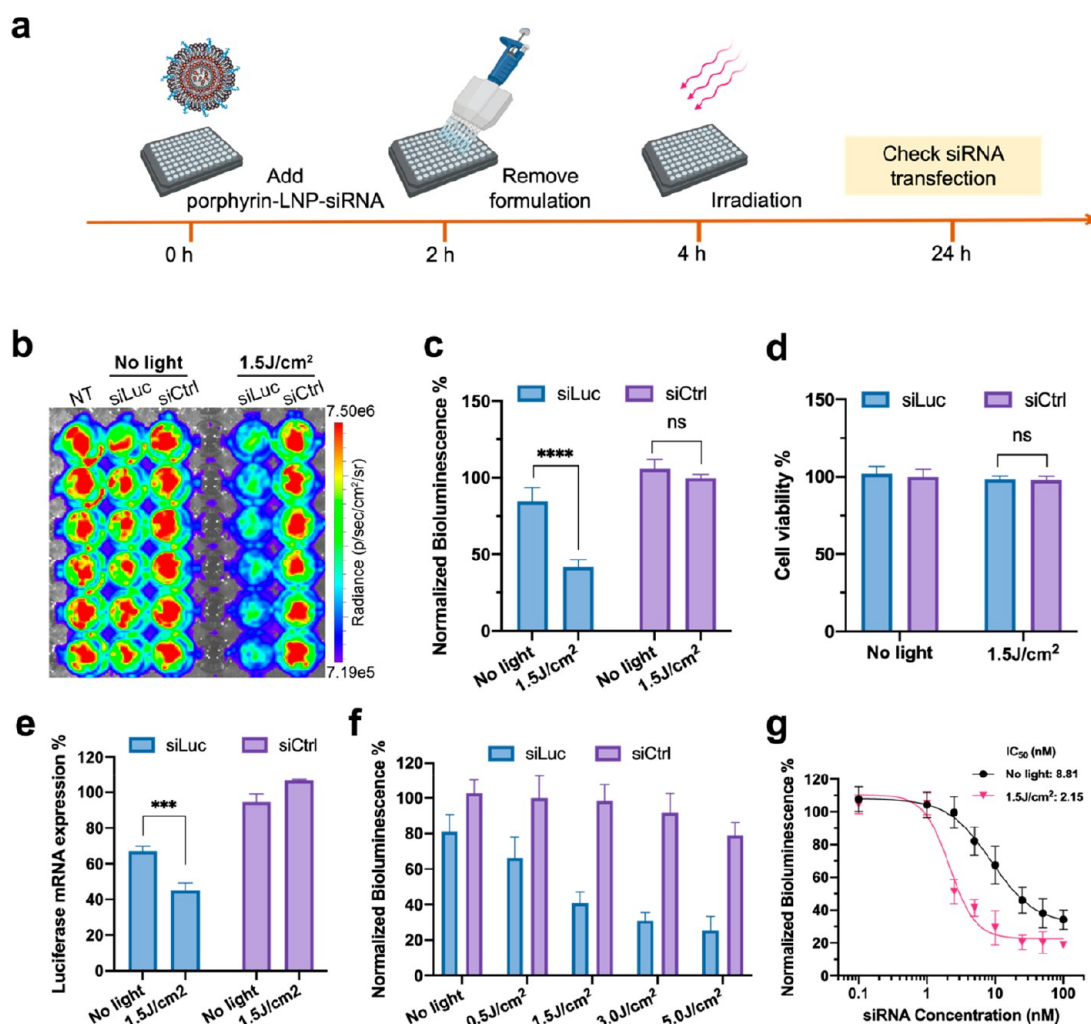 a
Add
porphyrin-LNP-siRNA
Remove
formulation
Irradiation
Check siRNA
transfection
0 h
2 h
4 h
24 h
b
No light
1.5J/cm²
NT
siLuc
siCtrl
siLuc
siCtrl
7.50e6
Radiance (p/sec/cm²/sr)
7.19e5
c
siLuc
siCtrl
Normalized Bioluminescence %
150
100
50
0
****
ns
No light
1.5J/cm²
No light
1.5J/cm²
d
siLuc
siCtrl
Cell viability %
150
100
50
0
ns
No light
1.5J/cm²
e
siLuc
siCtrl
Luciferase mRNA expression %
120
100
80
60
40
20
0
***
No light
1.5J/cm2
No light
1.5J/cm2
f
siLuc
siCtrl
Normalized Bioluminescence %
120
100
80
60
40
20
0
No light
0.5J/cm²
1.5J/cm²
3.0J/cm²
5.0J/cm²
g
IC₅₀ (nM)
No light: 8.81
1.5J/cm²: 2.15
Normalized Bioluminescence %
120
100
80
60
40
20
0
0.1
1
10
100
siRNA Concentration (nM)